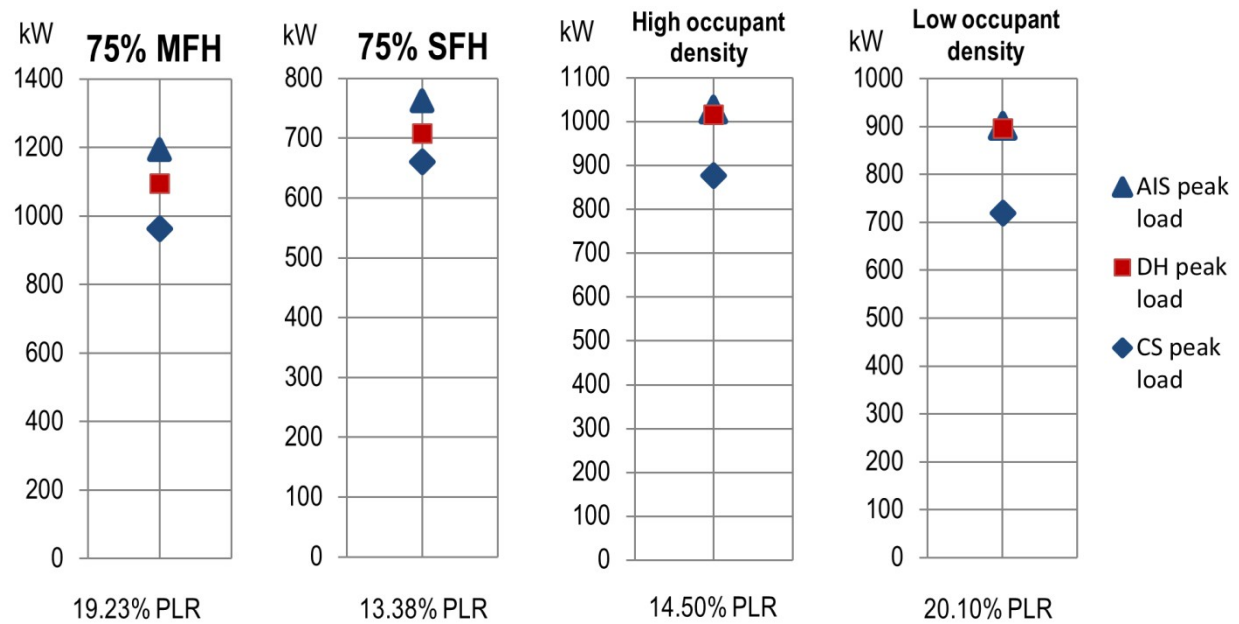 kW
75% MFH
1400
1200
1000
800
600
400
200
0
19.23% PLR
kW
75% SFH
800
700
600
500
400
300
200
100
0
13.38% PLR
kW
High occupant
density
1100
1000
900
800
700
600
500
400
300
200
100
0
14.50% PLR
kW
Low occupant
density
1000
900
800
700
600
500
400
300
200
100
0
20.10% PLR
AIS peak
load
DH peak
load
CS peak
load